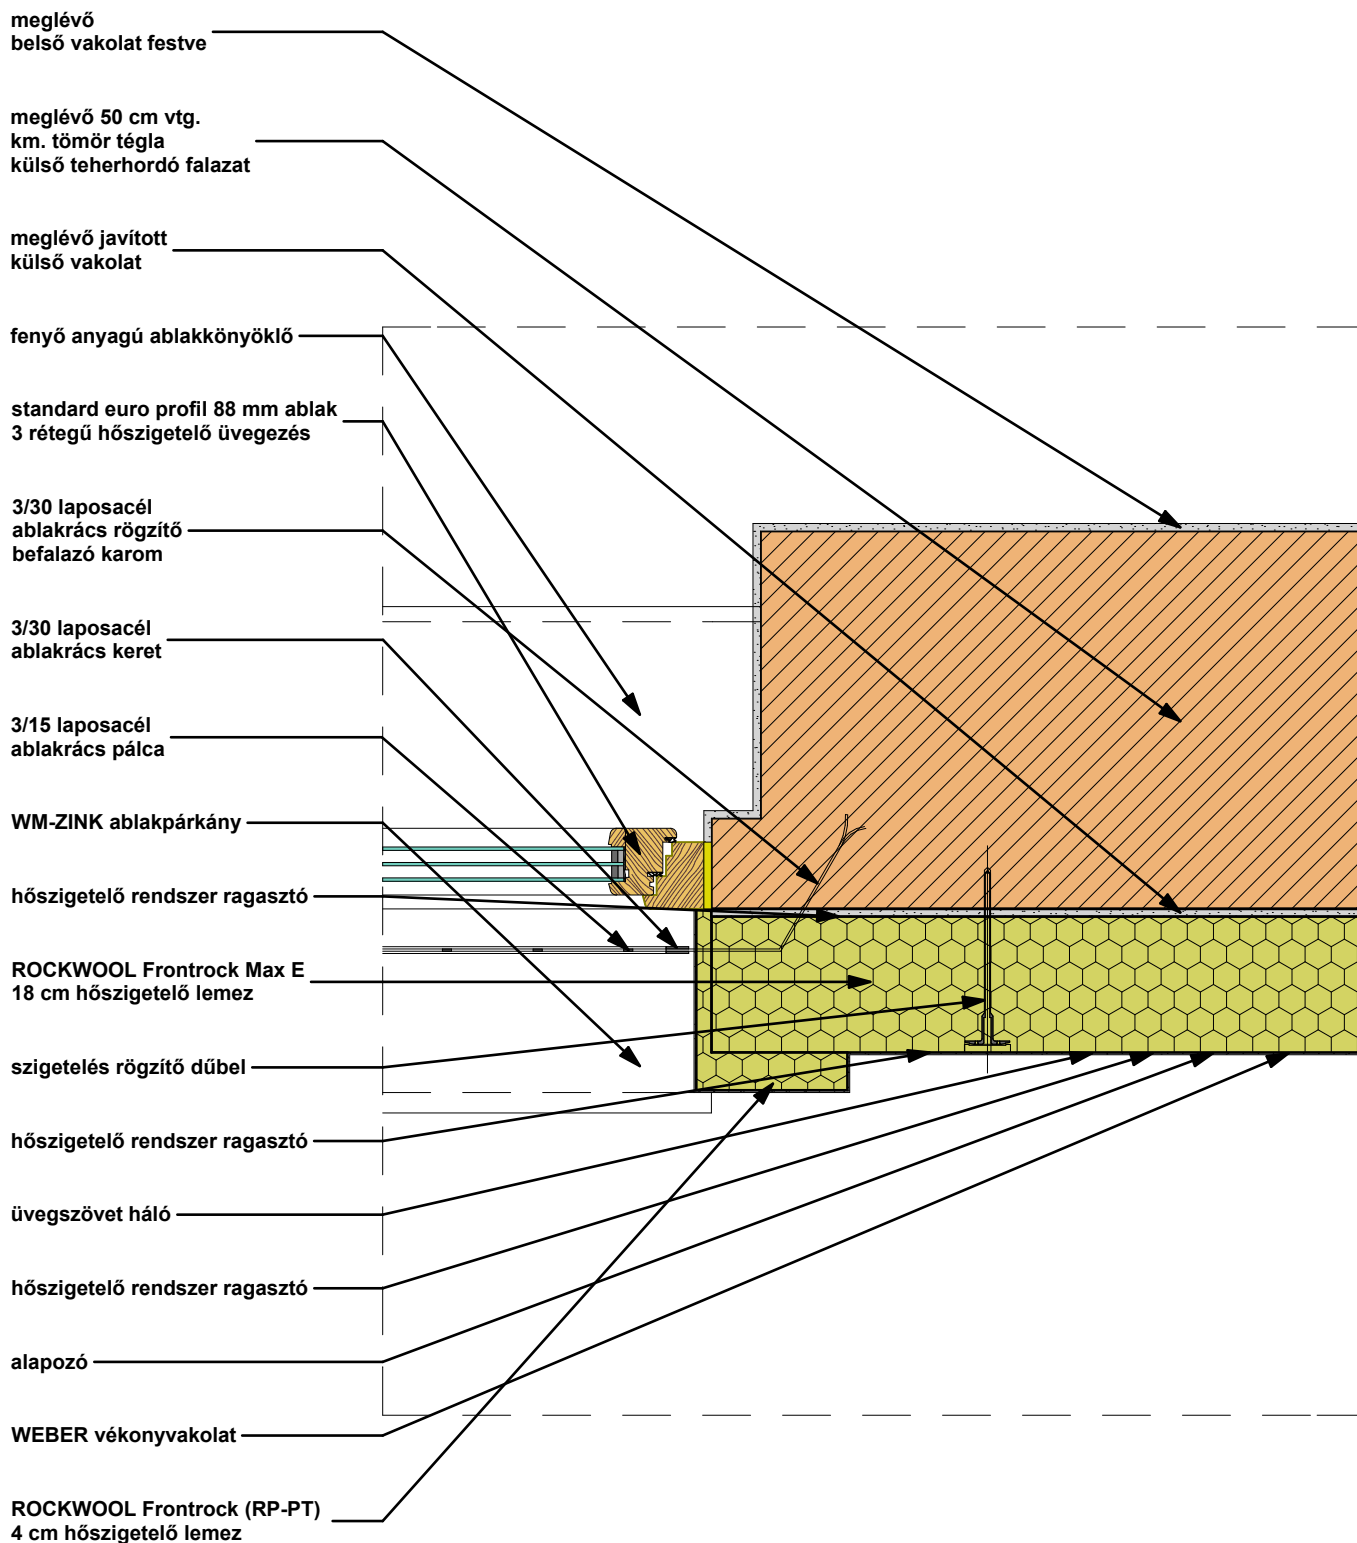 meglévő
belső vakolat festve
meglévő 50 cm vtg.
km. tömör tégla
külső teherhordó falazat
meglévő javított
külső vakolat
fenyő anyagú ablakkönyöklő
standard euro profil 88 mm ablak
3 rétegű hőszigetelő üvegezés
3/30 laposacél
ablakrács rögzítő
befalazó karom
3/30 laposacél
ablakrács keret
3/15 laposacél
ablakrács pálca
WM-ZINK ablakpárkány
hőszigetelő rendszer ragasztó
ROCKWOOL Frontrock Max E
18 cm hőszigetelő lemez
szigetelés rögzítő dűbel
hőszigetelő rendszer ragasztó
üvegszövet háló
hőszigetelő rendszer ragasztó
alapozó
WEBER vékonyvakolat
ROCKWOOL Frontrock (RP-PT)
4 cm hőszigetelő lemez